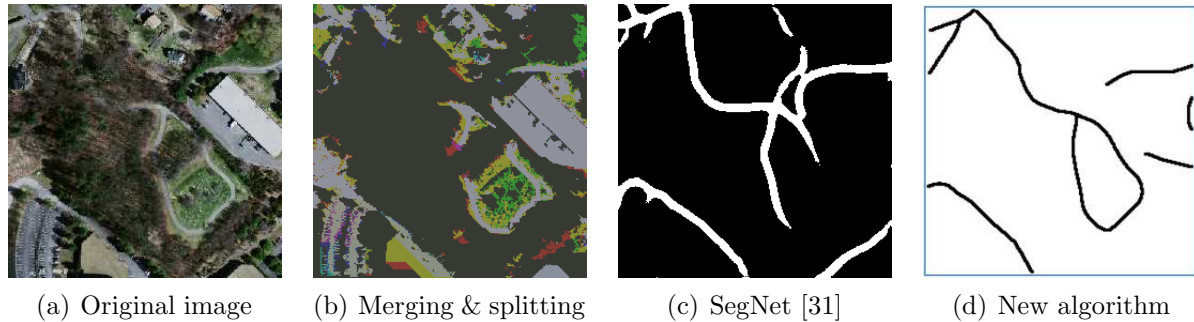 (a) Original image
(b) Merging & splitting
(c) SegNet [31]
(d) New algorithm